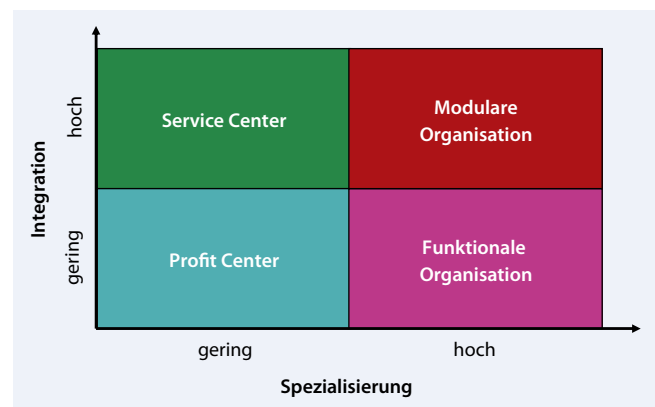 Integration
hoch
gering
Service Center
Modulare
Organisation
Profit Center
Funktionale
Organisation
gering
hoch
Spezialisierung